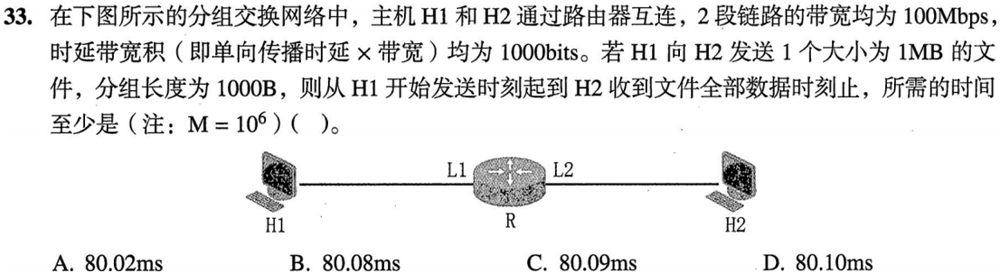 33. 在下图所示的分组交换网络中，主机 H1 和 H2 通过路由器互连，2 段链路的带宽均为 100Mbps，
时延带宽积（即单向传播时延 × 带宽）均为 1000bits。若 H1 向 H2 发送 1 个大小为 1MB 的文
件，分组长度为 1000B，则从 H1 开始发送时刻起到 H2 收到文件全部数据时刻止，所需的时间
至少是（注：M = 10⁶）（ ）。
L1 L2
H1 R H2
A. 80.02ms B. 80.08ms C. 80.09ms D. 80.10ms